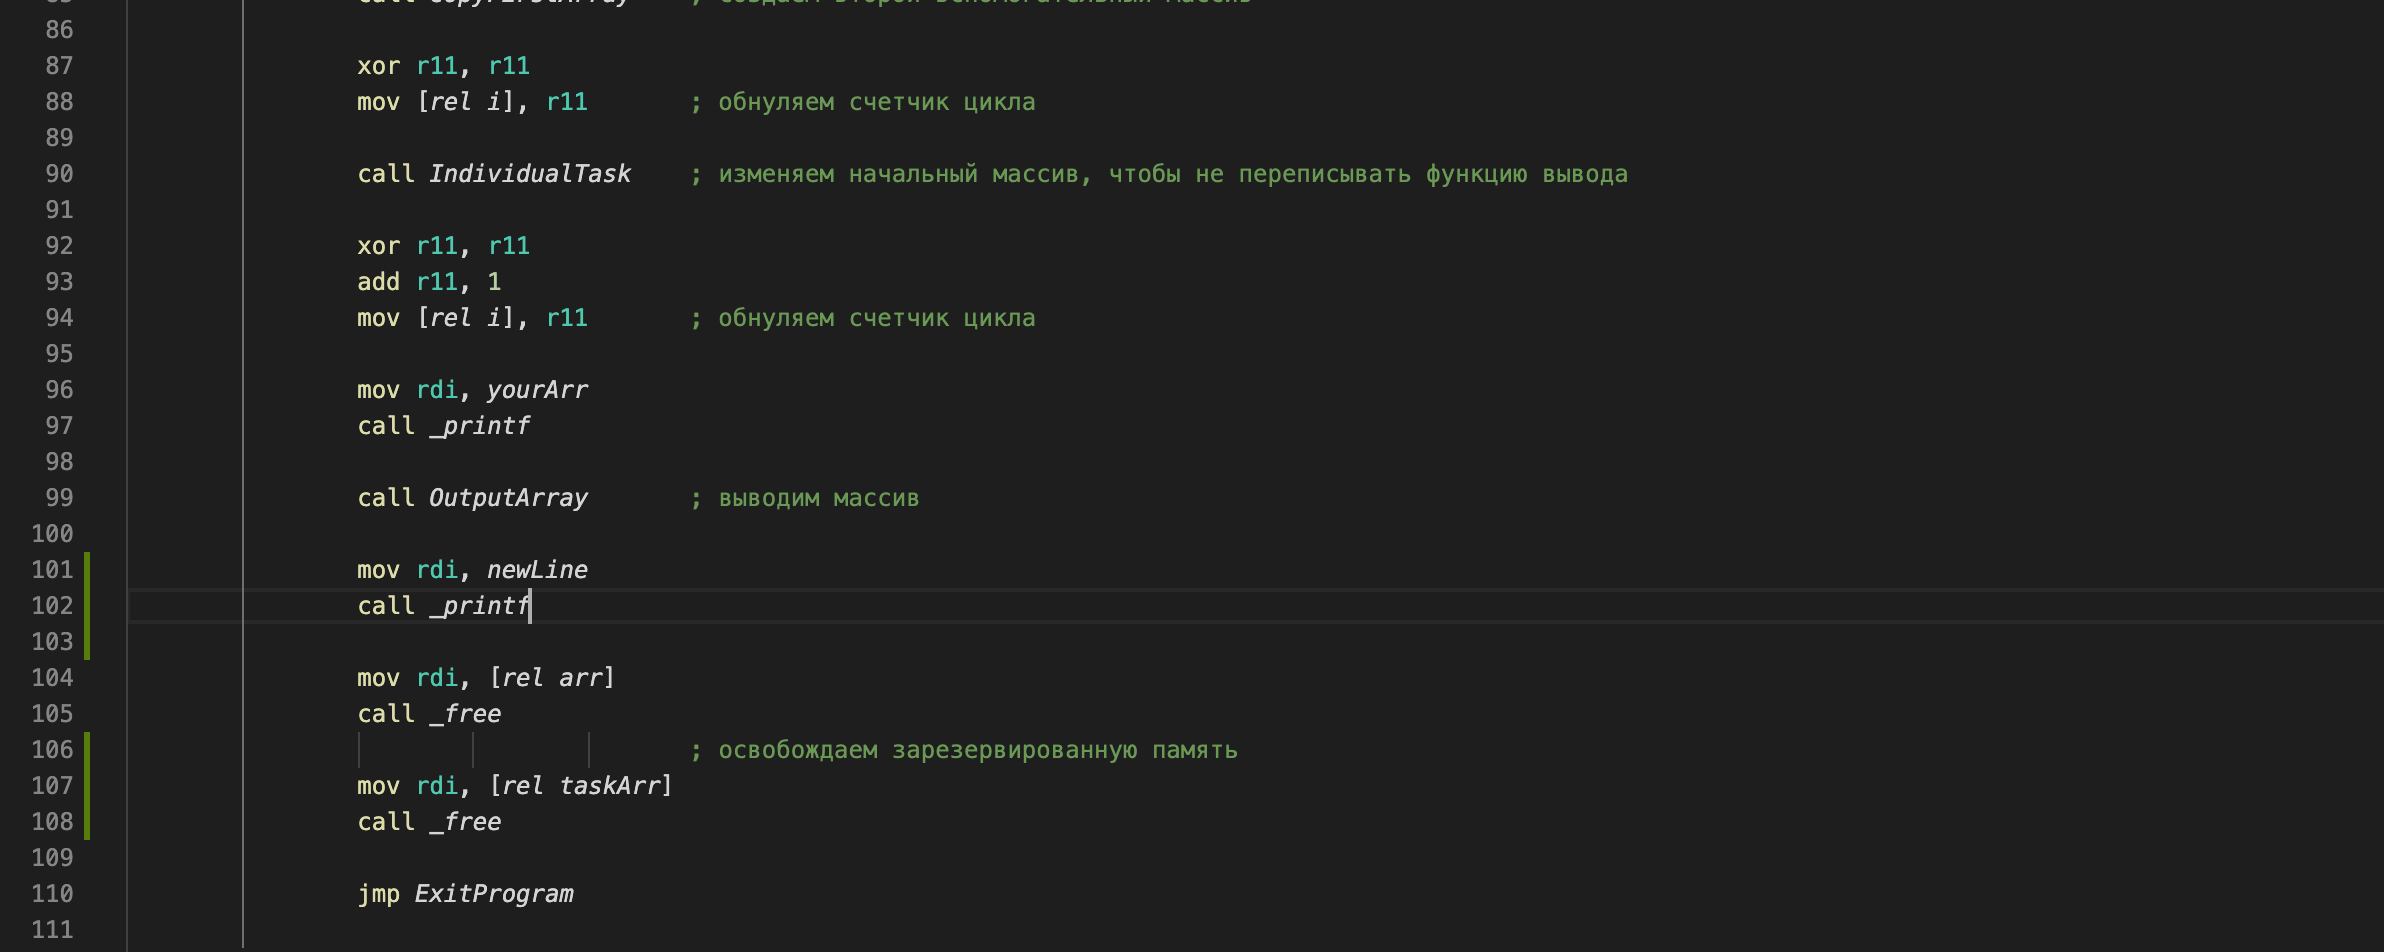 86
87 xor r11, r11
88 mov [rel i], r11 ; обнуляем счетчик цикла
89
90 call IndividualTask ; изменяем начальный массив, чтобы не переписывать функцию вывода
91
92 xor r11, r11
93 add r11, 1
94 mov [rel i], r11 ; обнуляем счетчик цикла
95
96 mov rdi, yourArr
97 call _printf
98
99 call OutputArray ; выводим массив
100
101 mov rdi, newLine
102 call _printf
103
104 mov rdi, [rel arr]
105 call _free
106 ; освобождаем зарезервированную память
107 mov rdi, [rel taskArr]
108 call _free
109
110 jmp ExitProgram
111